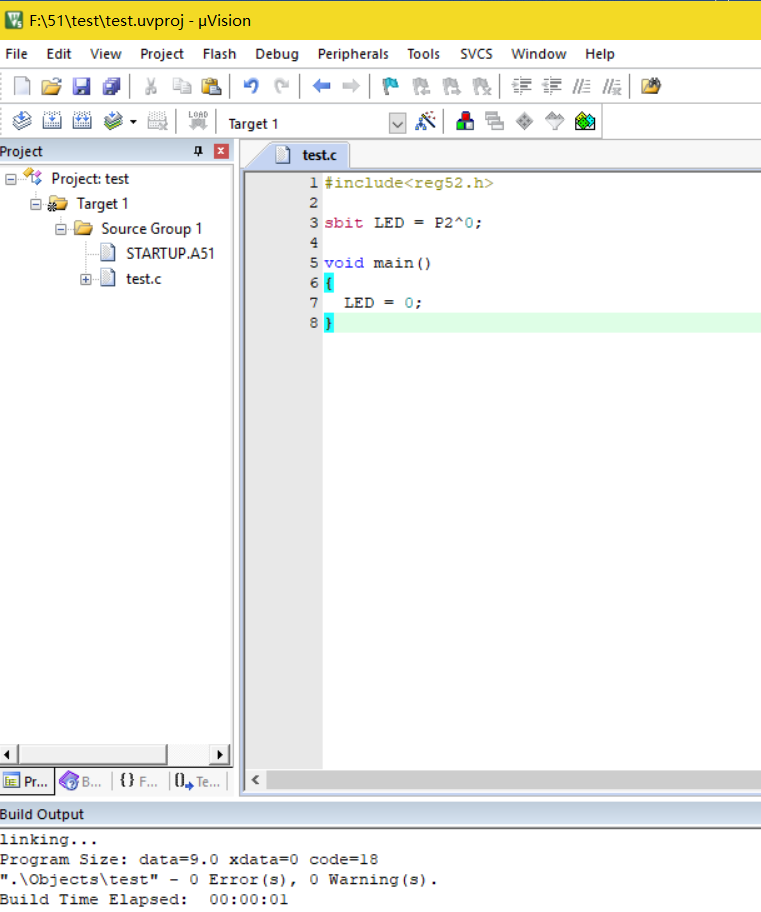 F:\51\test\test.uvproj - µVision
File Edit View Project Flash Debug Peripherals Tools SVCS Window Help
LOAD Target 1
Project
test.c
Project: test
Target 1
Source Group 1
STARTUP.A51
test.c
1 #include<reg52.h>
2
3 sbit LED = P2^0;
4
5 void main()
6 {
7 LED = 0;
8 }
Pr... B... {} F... 0 Te...
Build Output
linking...
Program Size: data=9.0 xdata=0 code=18
".\Objects\test" - 0 Error(s), 0 Warning(s).
Build Time Elapsed: 00:00:01